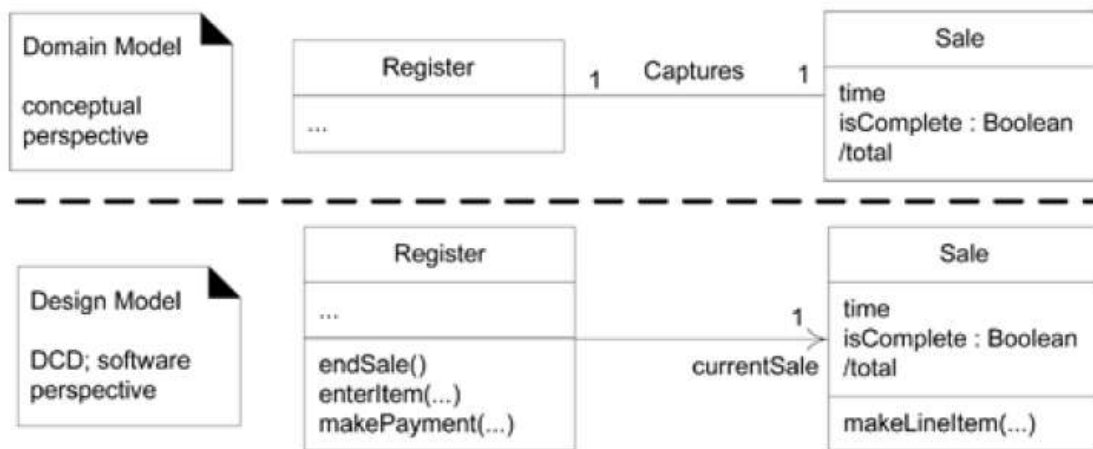 Domain Model
conceptual
perspective
Register
...
1 Captures 1
Sale
time
isComplete : Boolean
/total
Design Model
DCD; software
perspective
Register
...
endSale()
enterItem(...)
makePayment(...)
1
currentSale
Sale
time
isComplete : Boolean
/total
makeLineItem(...)